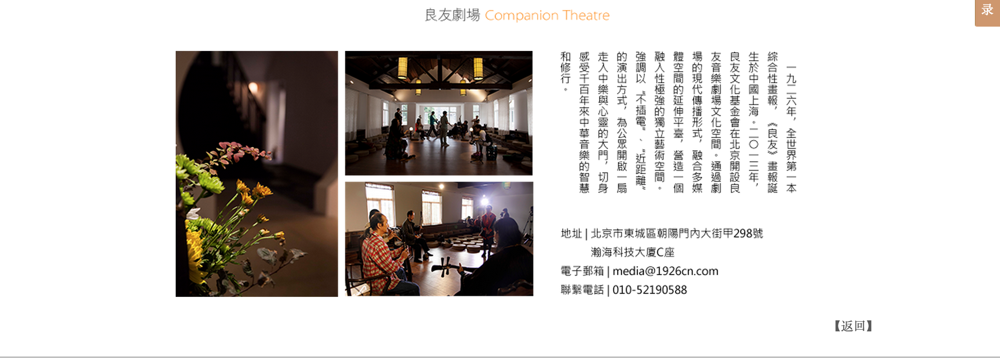 良友劇場 Companion Theatre
录
一九二六年，全世界第一本
綜合性畫報，《良友》畫報誕
生於中國上海。二〇一三年，
良友文化基金會在北京開設良
友音樂劇場文化空間。通過劇
場的現代傳播形式，融合多媒
體空間的延伸平臺，營造一個
融入性極強的獨立藝術空間。
強調以“不插電”、“近距離”
的演出方式，為公眾開啟一扇
走入中樂與心靈的大門，切身
感受千百年來中華音樂的智慧
和修行。
地址 | 北京市東城區朝陽門內大街甲298號
瀚海科技大廈C座
電子郵箱 | media@1926cn.com
聯繫電話 | 010-52190588
【返回】